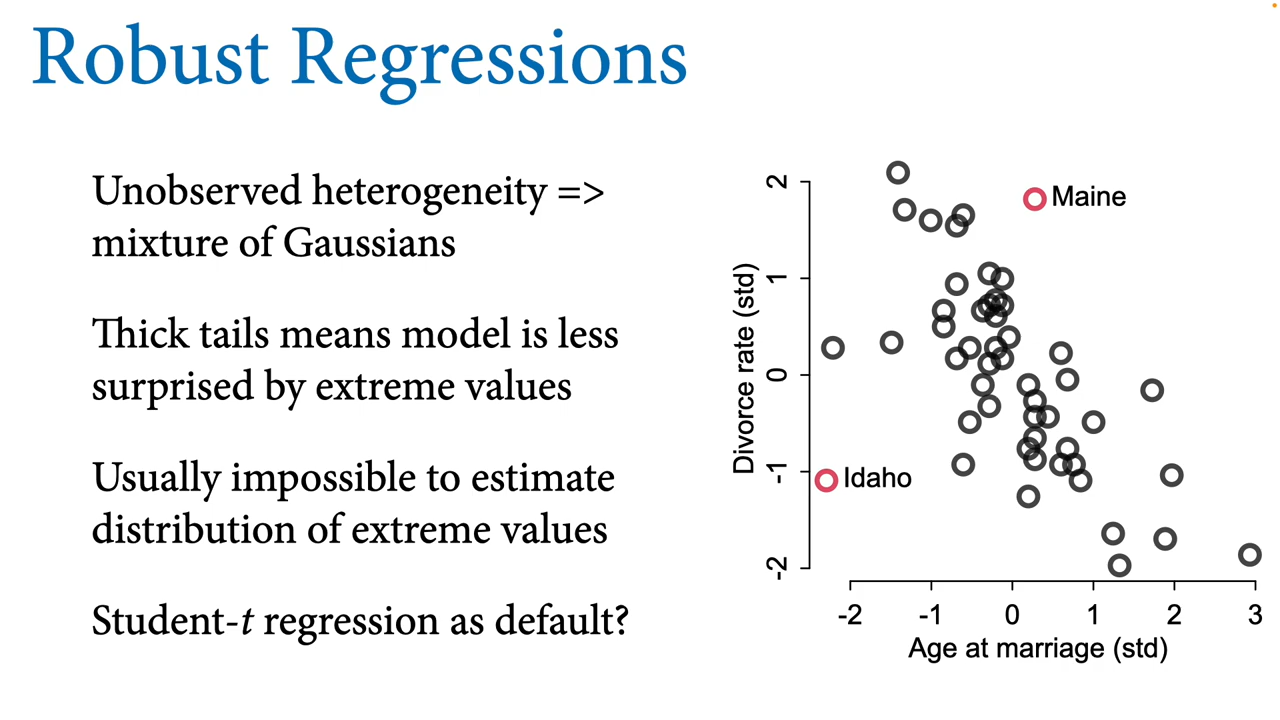 Robust Regressions
Unobserved heterogeneity =>
mixture of Gaussians
Thick tails means model is less
surprised by extreme values
Usually impossible to estimate
distribution of extreme values
Student-t regression as default?
Divorce rate (std)
2
1
0
-1
-2
Maine
Idaho
-2 -1 0 1 2 3
Age at marriage (std)